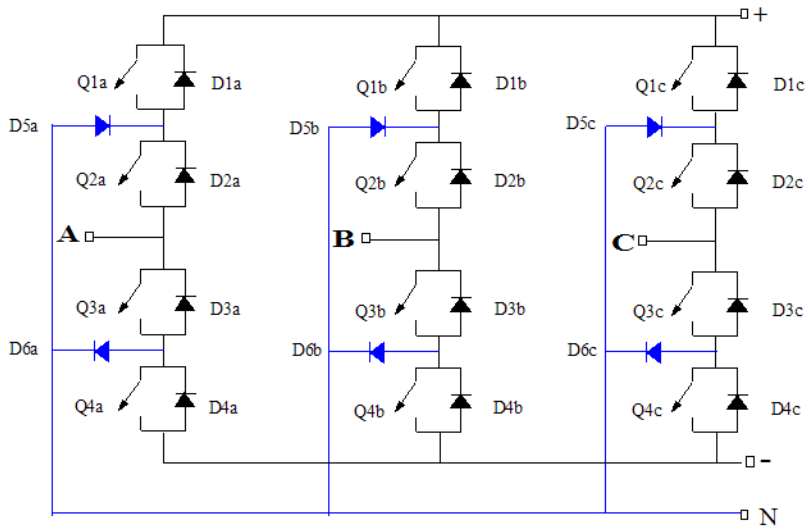 +
Q1a D1a Q1b D1b Q1c D1c
D5a D5b D5c
Q2a D2a Q2b D2b Q2c D2c
A B C
Q3a D3a Q3b D3b Q3c D3c
D6a D6b D6c
Q4a D4a Q4b D4b Q4c D4c
-
N